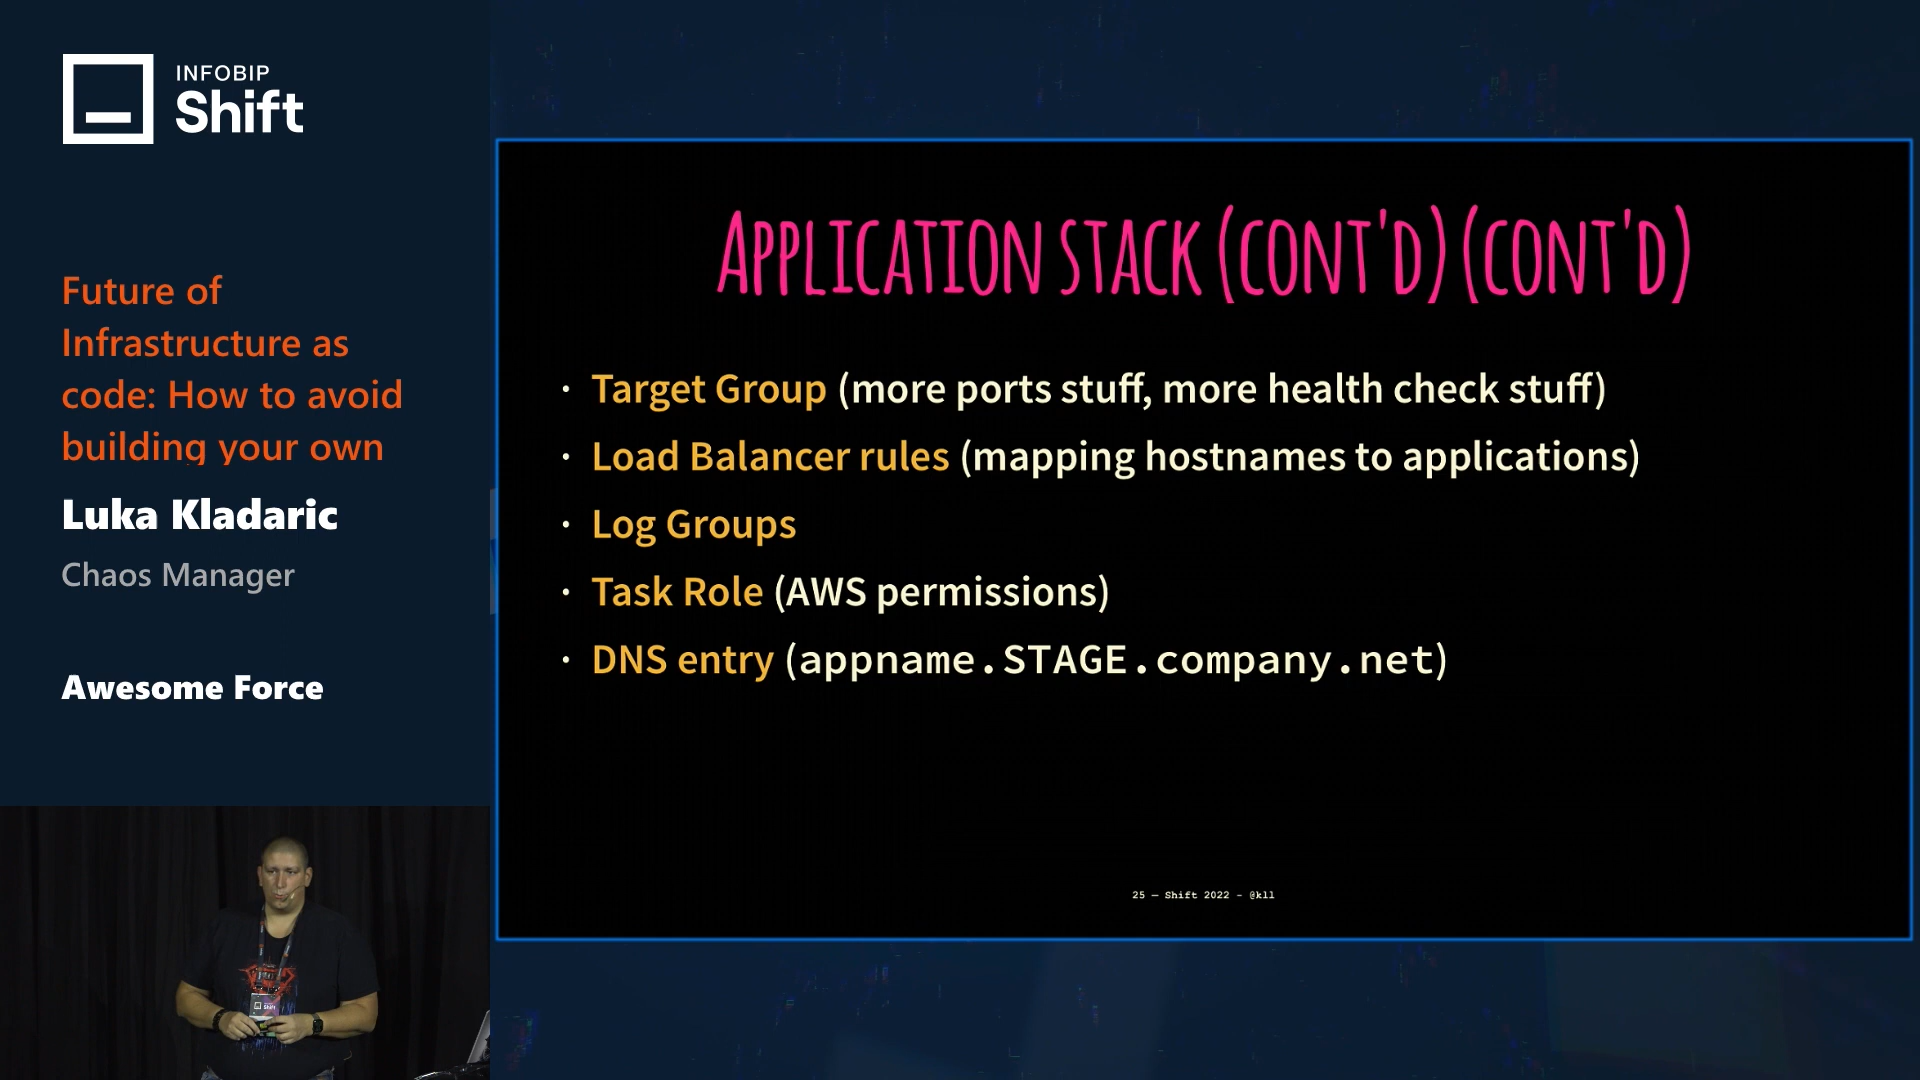 INFOBIP
Shift
Future of
Infrastructure as
code: How to avoid
building your own
Luka Kladaric
Chaos Manager
Awesome Force
APPLICATION STACK (CONT'D) (CONT'D)
· Target Group (more ports stuff, more health check stuff)
· Load Balancer rules (mapping hostnames to applications)
· Log Groups
· Task Role (AWS permissions)
· DNS entry (appname.STAGE.company.net)
25 — Shift 2022 - @kll
Shift